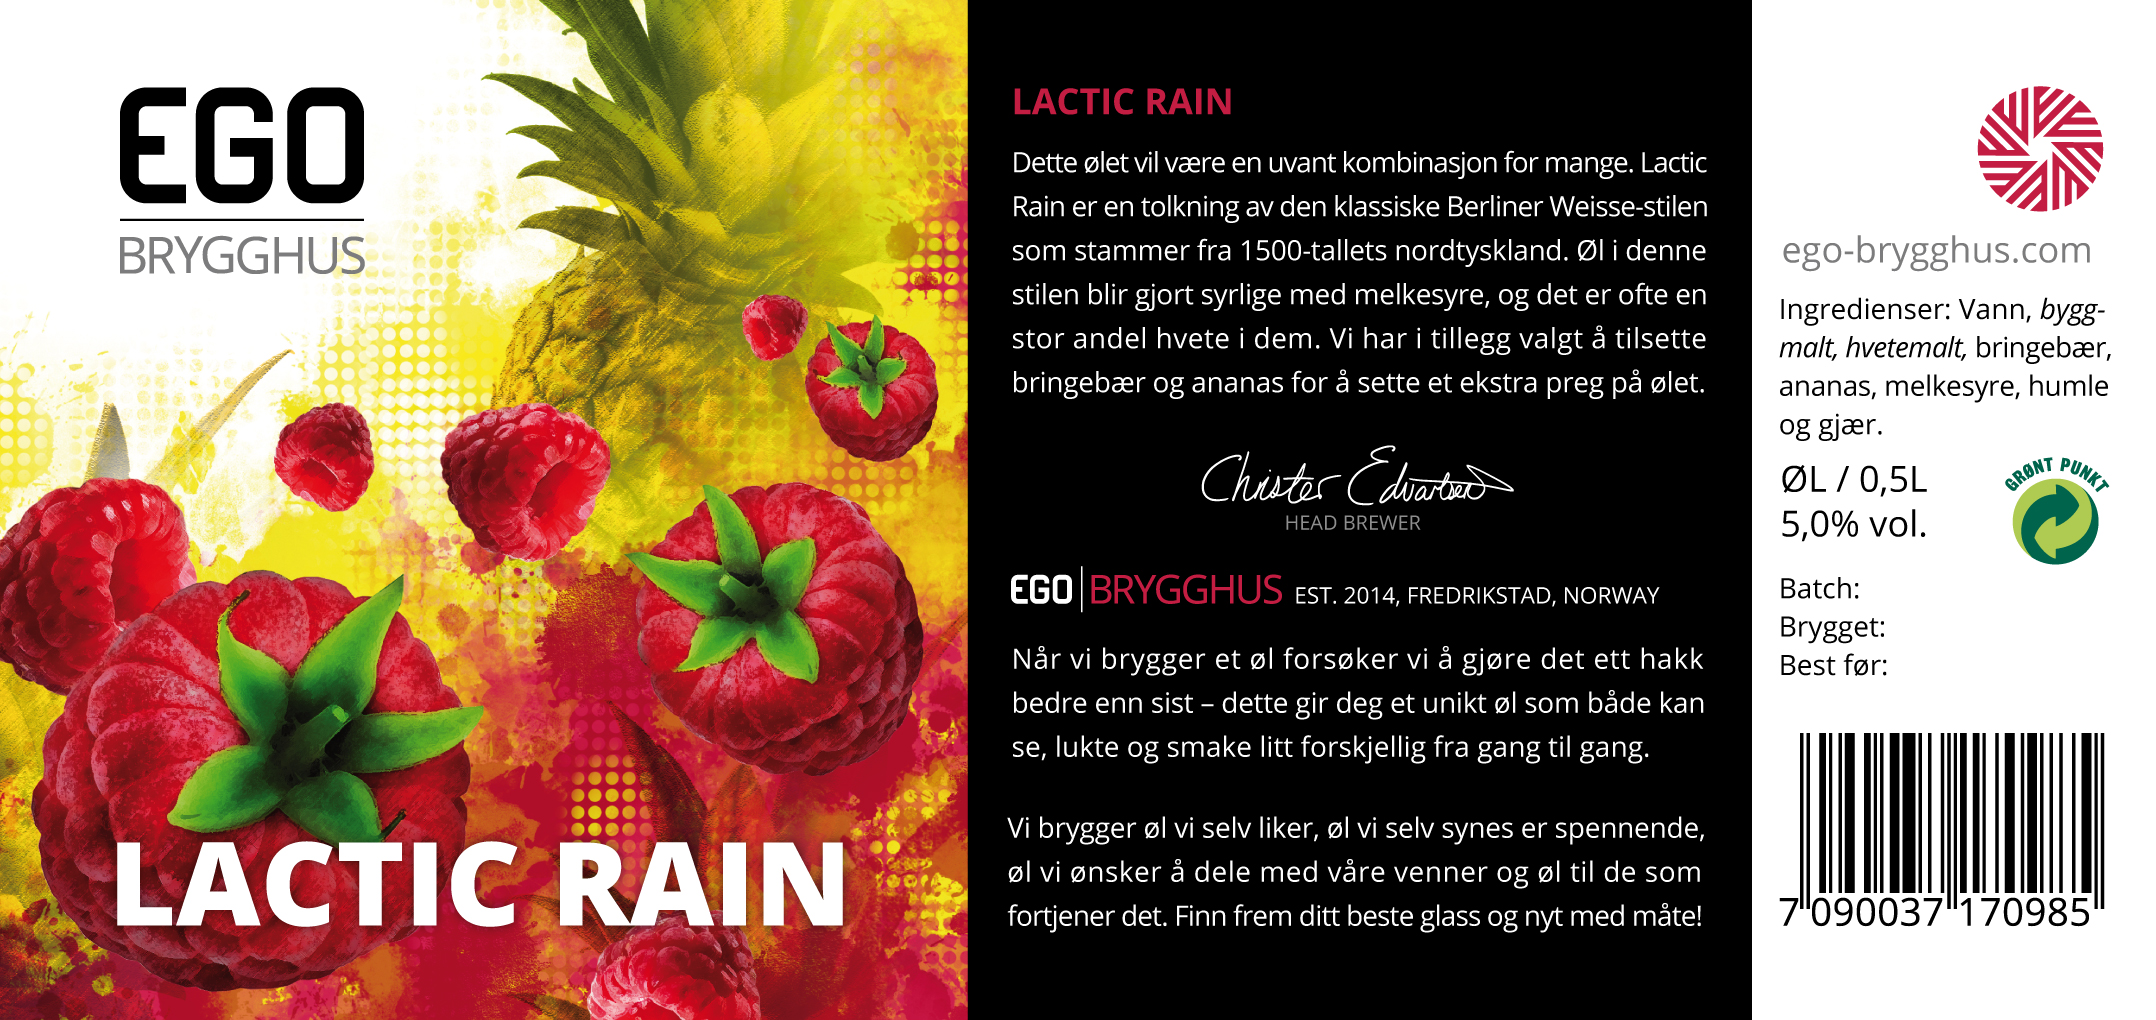 EGO
BRYGGHUS
LACTIC RAIN
LACTIC RAIN
Dette ølet vil være en uvant kombinasjon for mange. Lactic
Rain er en tolkning av den klassiske Berliner Weisse-stilen
som stammer fra 1500-tallets nordtyskland. Øl i denne
stilen blir gjort syrlige med melkesyre, og det er ofte en
stor andel hvete i dem. Vi har i tillegg valgt å tilsette
bringebær og ananas for å sette et ekstra preg på ølet.
Christer Edvartsen
HEAD BREWER
EGO BRYGGHUS EST. 2014, FREDRIKSTAD, NORWAY
Når vi brygger et øl forsøker vi å gjøre det ett hakk
bedre enn sist – dette gir deg et unikt øl som både kan
se, lukte og smake litt forskjellig fra gang til gang.
Vi brygger øl vi selv liker, øl vi selv synes er spennende,
øl vi ønsker å dele med våre venner og øl til de som
fortjener det. Finn frem ditt beste glass og nyt med måte!
ego-brygghus.com
Ingredienser: Vann, bygg-
malt, hvetemalt, bringebær,
ananas, melkesyre, humle
og gjær.
ØL / 0,5L
5,0% vol.
GRØNT PUNKT
Batch:
Brygget:
Best før:
7 090037 170985